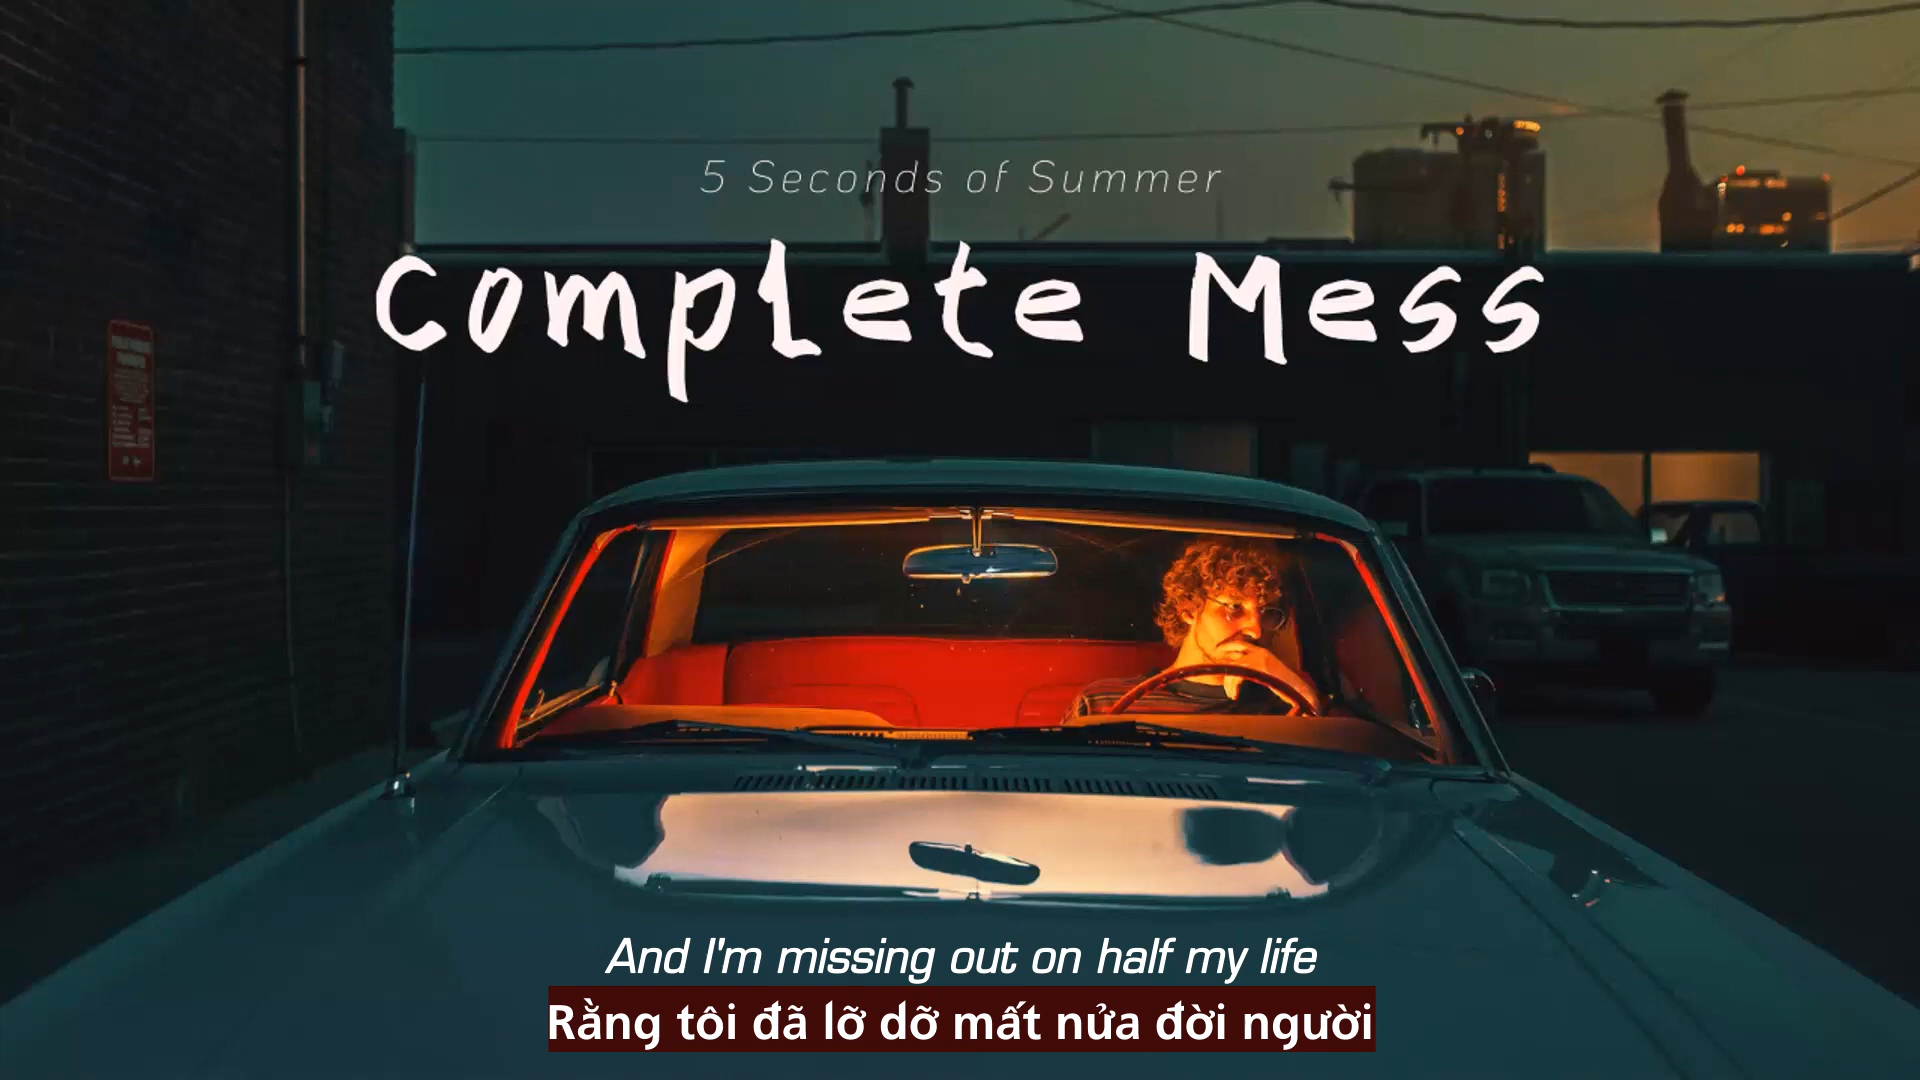 5 Seconds of Summer
Complete Mess
And I'm missing out on half my life
Rằng tôi đã lỡ dỡ mất nửa đời người